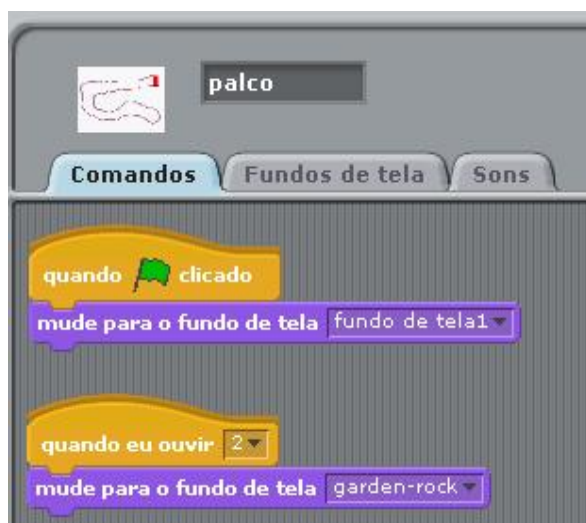 palco
Comandos Fundos de tela Sons
quando clicado
mude para o fundo de tela fundo de tela1
quando eu ouvir 2
mude para o fundo de tela garden-rock